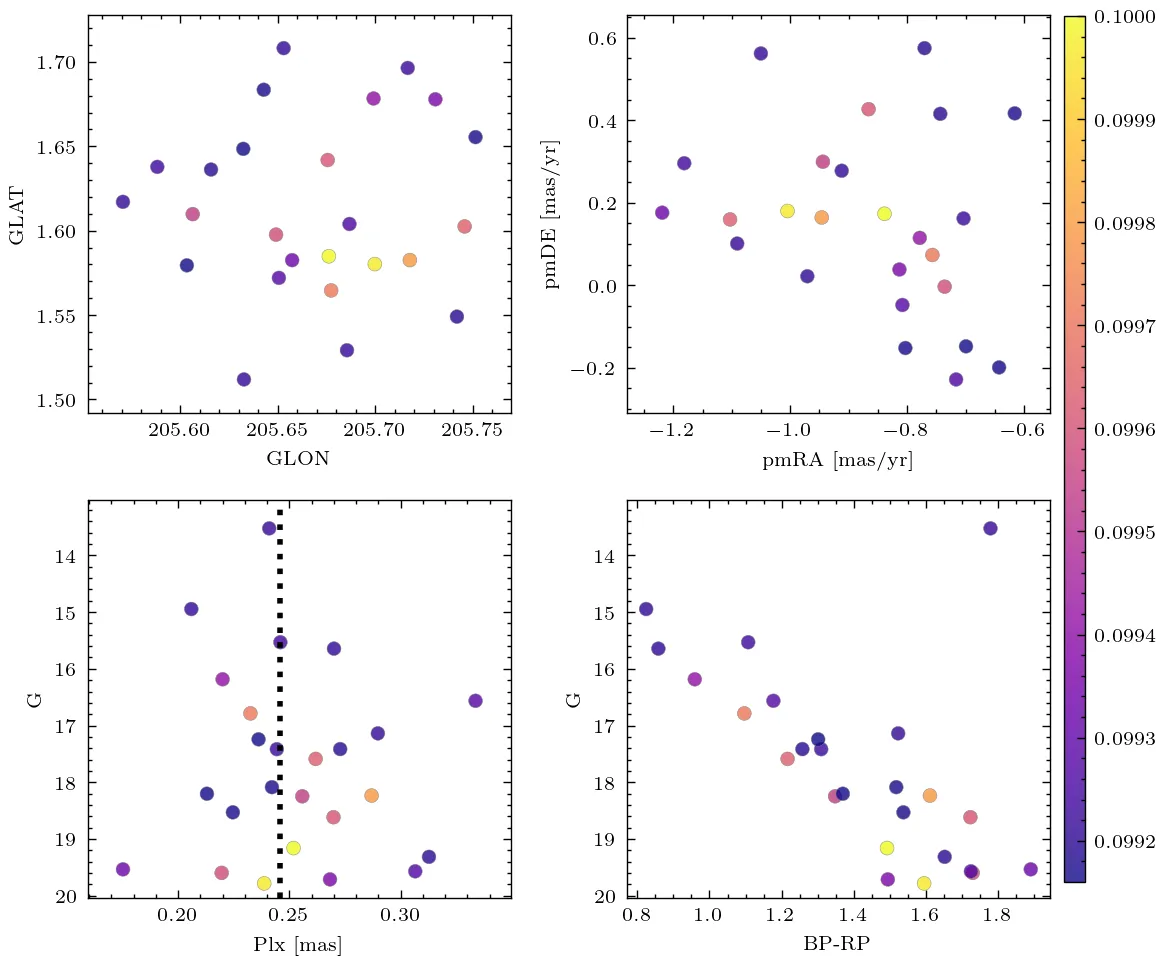 1.70
1.65
1.60
1.55
1.50
GLAT
205.60 205.65 205.70 205.75
GLON
0.6
0.4
0.2
0.0
−0.2
pmDE [mas/yr]
−1.2 −1.0 −0.8 −0.6
pmRA [mas/yr]
14
15
16
17
18
19
20
G
0.20 0.25 0.30
Plx [mas]
14
15
16
17
18
19
20
G
0.8 1.0 1.2 1.4 1.6 1.8
BP-RP
0.1000
0.0999
0.0998
0.0997
0.0996
0.0995
0.0994
0.0993
0.0992